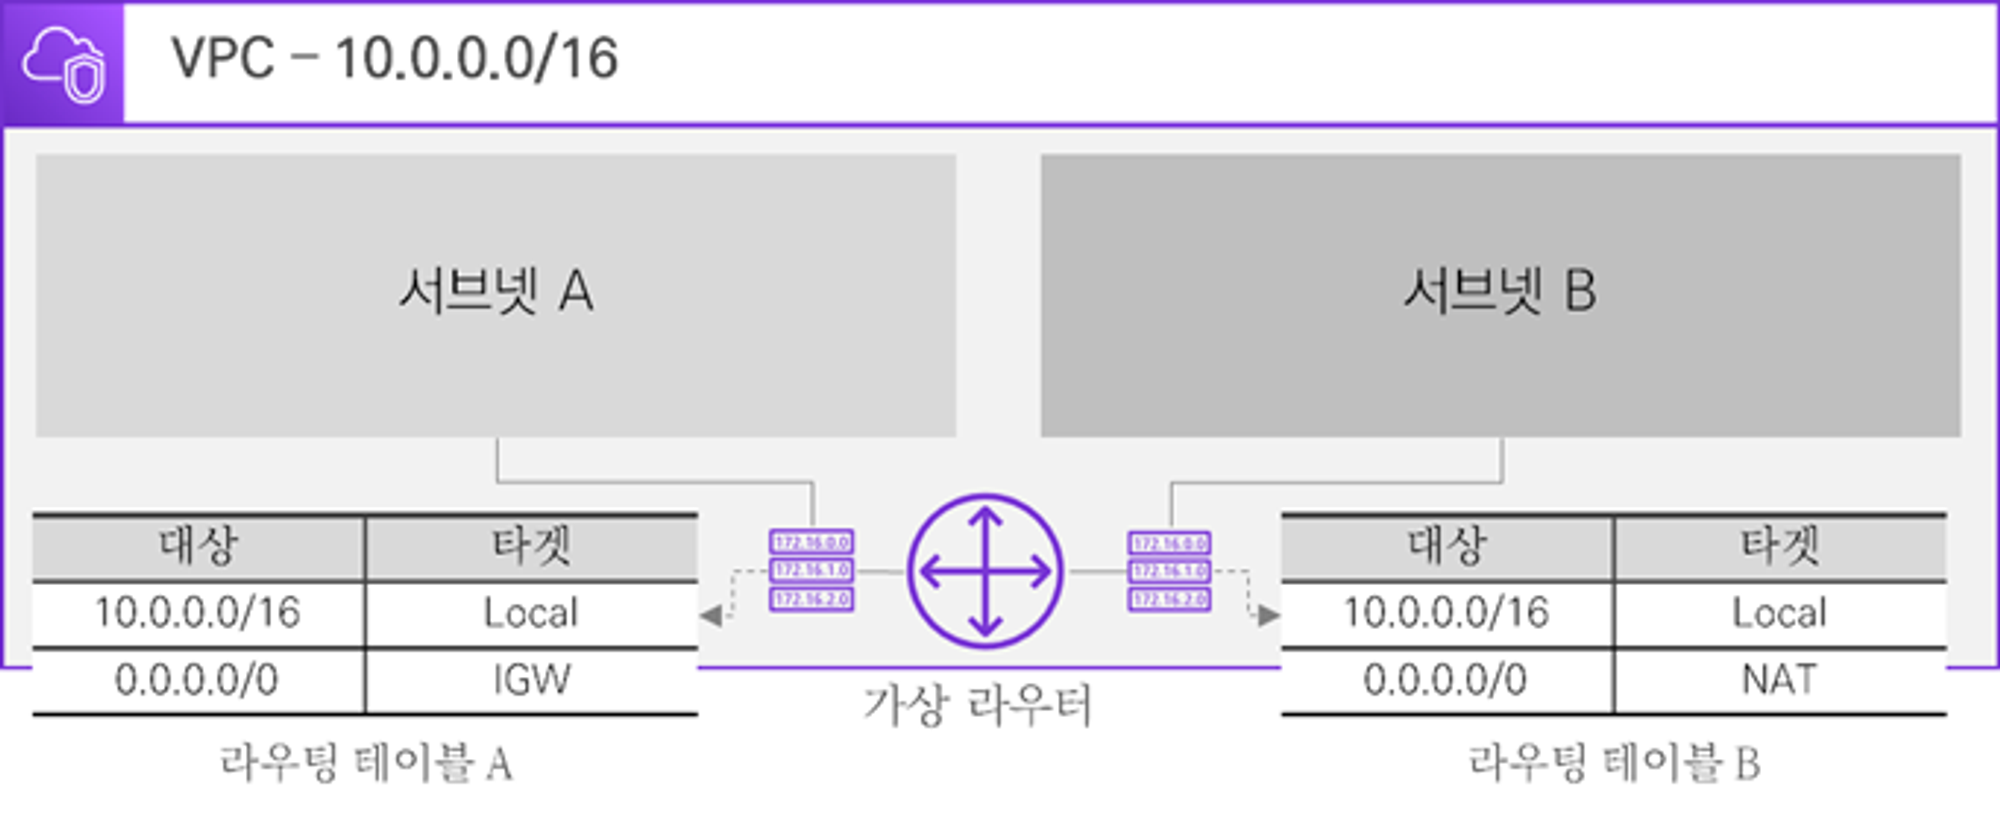 VPC – 10.0.0.0/16
서브넷 A
서브넷 B
대상 타겟
10.0.0.0/16 Local
0.0.0.0/0 IGW
라우팅 테이블 A
172.16.0.0
172.16.1.0
172.16.2.0
가상 라우터
172.16.0.0
172.16.1.0
172.16.2.0
대상 타겟
10.0.0.0/16 Local
0.0.0.0/0 NAT
라우팅 테이블 B